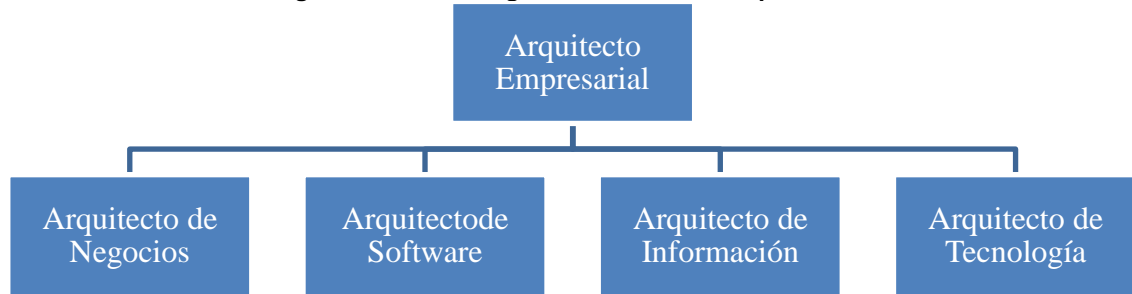 Arquitecto
Empresarial
Arquitecto de
Negocios
Arquitectode
Software
Arquitecto de
Información
Arquitecto de
Tecnología